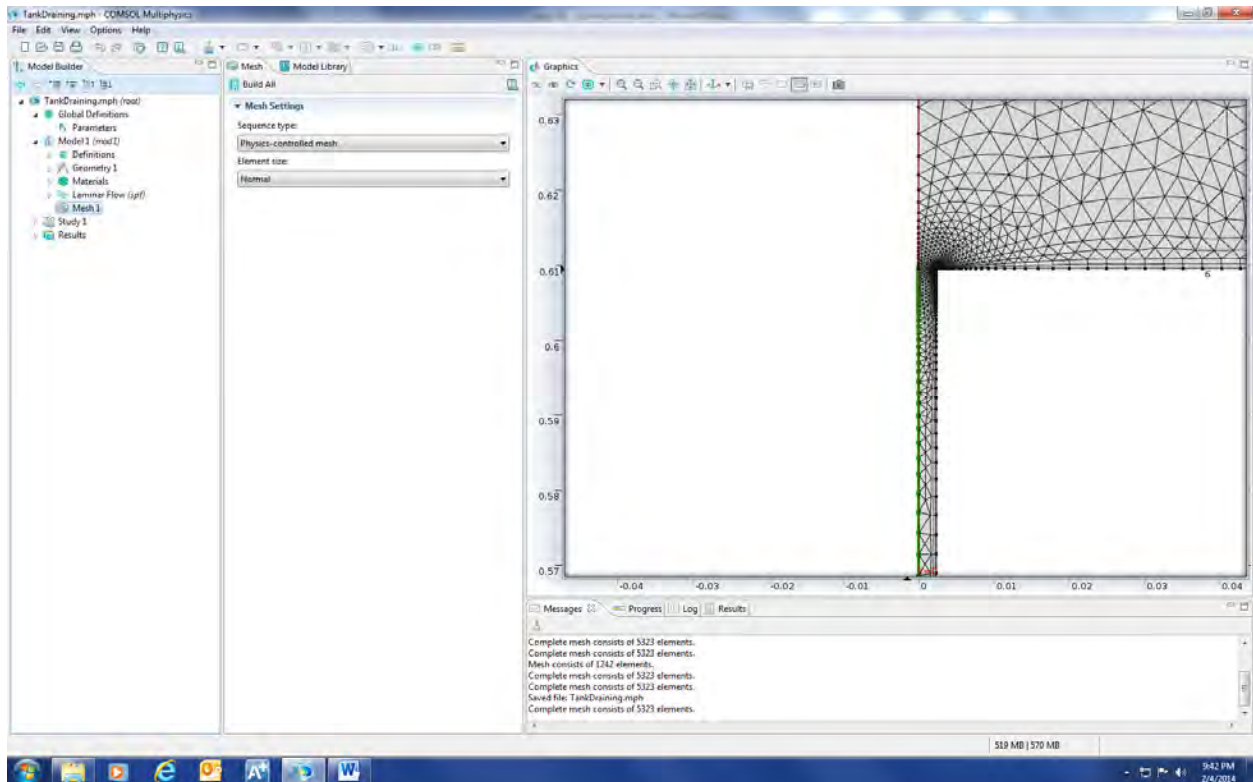 TankDraining.mph - COMSOL Multiphysics
File Edit View Options Help
Model Builder
TankDraining.mph (root)
Global Definitions
Parameters
Model 1 (mod1)
Definitions
Geometry 1
Materials
Laminar Flow (spf)
Mesh 1
Study 1
Results
Mesh Model Library
Build All
Mesh Settings
Sequence type:
Physics-controlled mesh
Element size:
Normal
Graphics
0.63
0.62
0.61
0.6
0.59
0.58
0.57
6
-0.04 -0.03 -0.02 -0.01 0 0.01 0.02 0.03 0.04
Messages Progress Log Results
Complete mesh consists of 5323 elements.
Complete mesh consists of 5323 elements.
Mesh consists of 1242 elements.
Complete mesh consists of 5323 elements.
Complete mesh consists of 5323 elements.
Saved file: TankDraining.mph
Complete mesh consists of 5323 elements.
519 MB | 570 MB
9:42 PM
2/4/2014